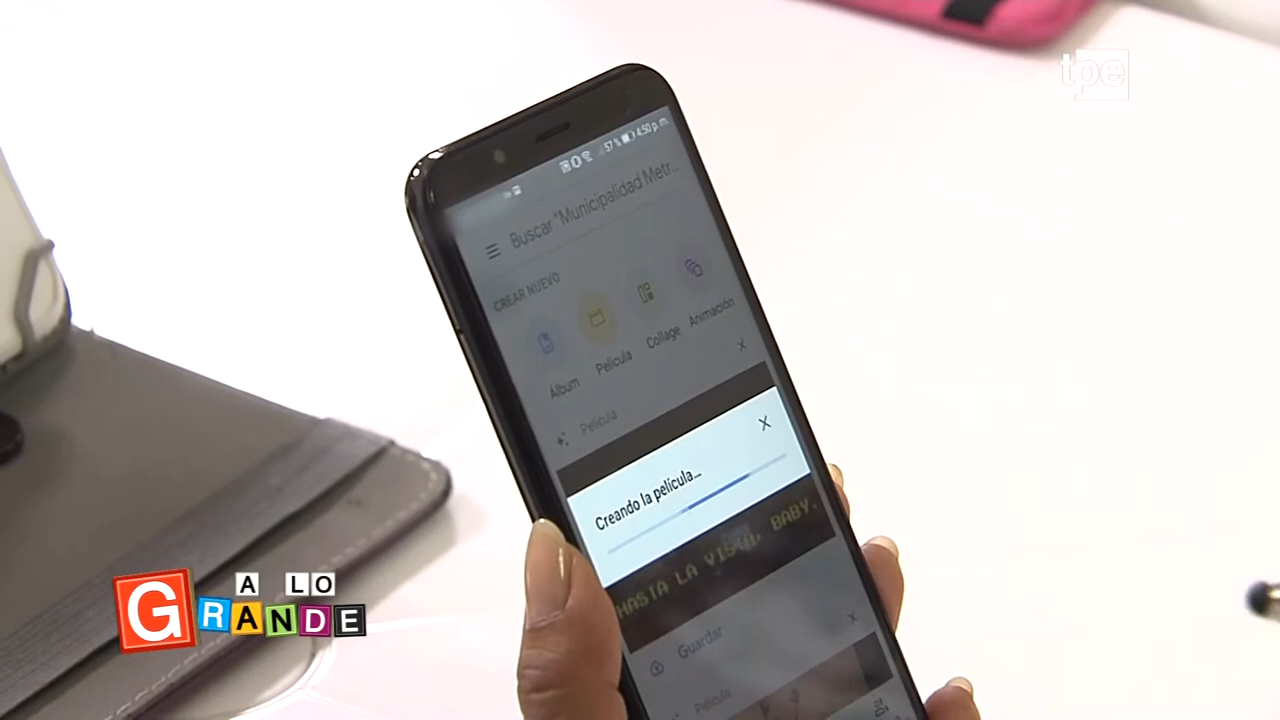 tpe
57% 4:50 p. m.
Buscar "Municipalidad Metr...
CREAR NUEVO
Álbum Película Collage Animación
Película
Creando la película...
HASTA LA VISTA, BABY.
Guardar
Película
A LO
G GRANDE